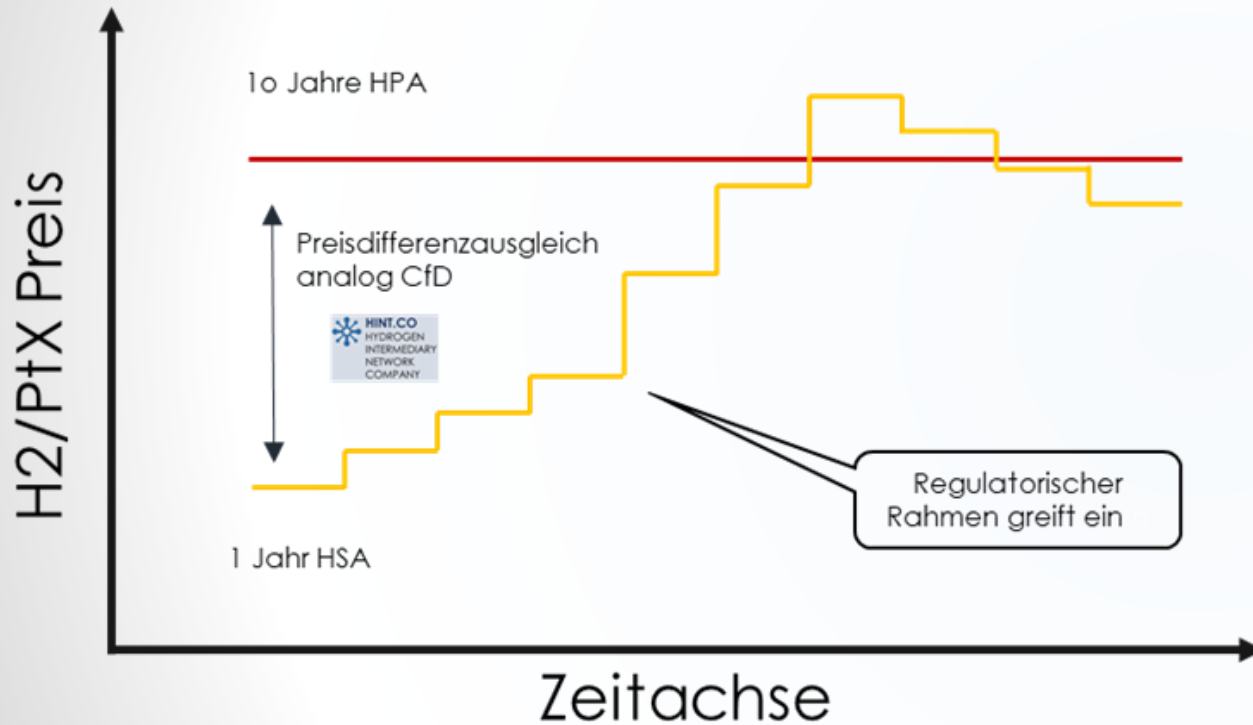 1o Jahre HPA
H2/PtX Preis
Preisdifferenzausgleich
analog CfD
HINT.CO
HYDROGEN
INTERMEDIARY
NETWORK
COMPANY
Regulatorischer
Rahmen greift ein
1 Jahr HSA
Zeitachse